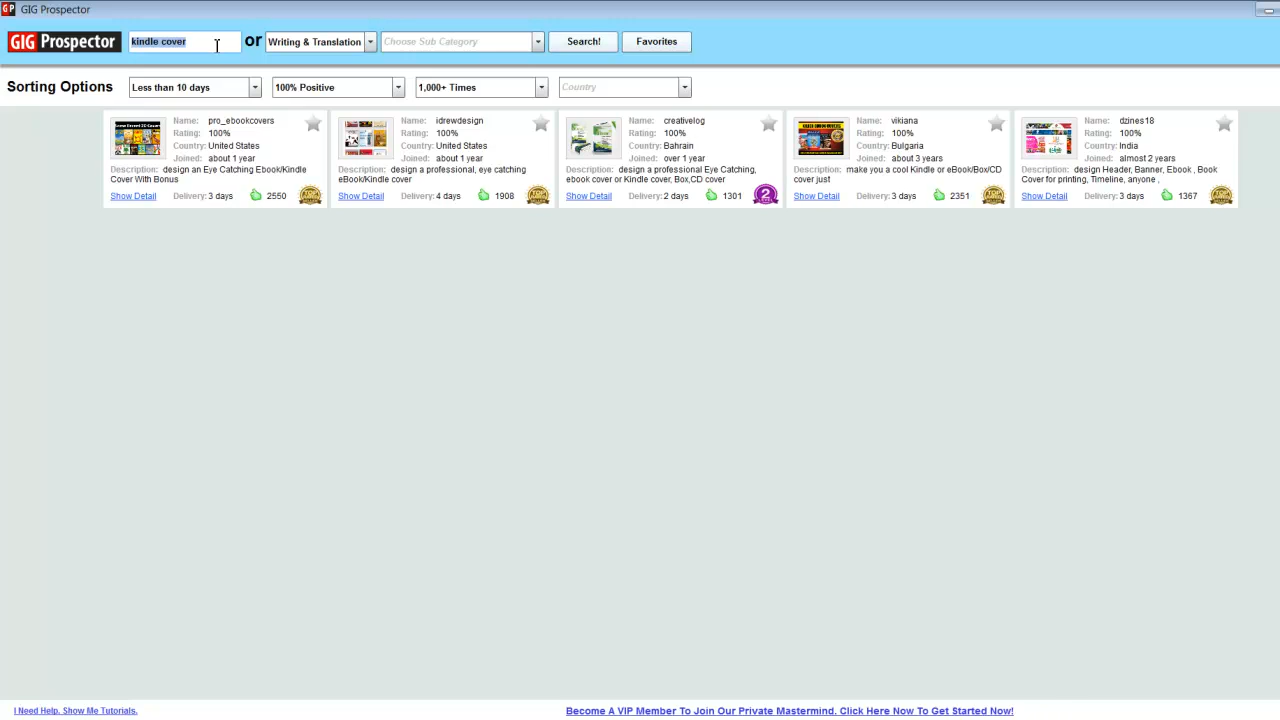 GIG Prospector
GIG Prospector
kindle cover
or
Writing & Translation
Choose Sub Category
Search!
Favorites
Sorting Options
Less than 10 days
100% Positive
1,000+ Times
Country
Name: pro_ebookcovers
Rating: 100%
Country: United States
Joined: about 1 year
Description: design an Eye Catching Ebook/Kindle
Cover With Bonus
Show Detail
Delivery: 3 days
2550
Name: idrewdesign
Rating: 100%
Country: United States
Joined: about 1 year
Description: design a professional, eye catching
eBook/Kindle cover
Show Detail
Delivery: 4 days
1908
Name: creativelog
Rating: 100%
Country: Bahrain
Joined: over 1 year
Description: design a professional Eye Catching,
ebook cover or Kindle cover, Box,CD cover
Show Detail
Delivery: 2 days
1301
2
Name: vikiana
Rating: 100%
Country: Bulgaria
Joined: about 3 years
Description: make you a cool Kindle or eBook/Box/CD
cover just
Show Detail
Delivery: 3 days
2351
Name: dzines18
Rating: 100%
Country: India
Joined: almost 2 years
Description: design Header, Banner, Ebook , Book
Cover for printing, Timeline, anyone ,
Show Detail
Delivery: 3 days
1367
I Need Help. Show Me Tutorials.
Become A VIP Member To Join Our Private Mastermind. Click Here Now To Get Started Now!